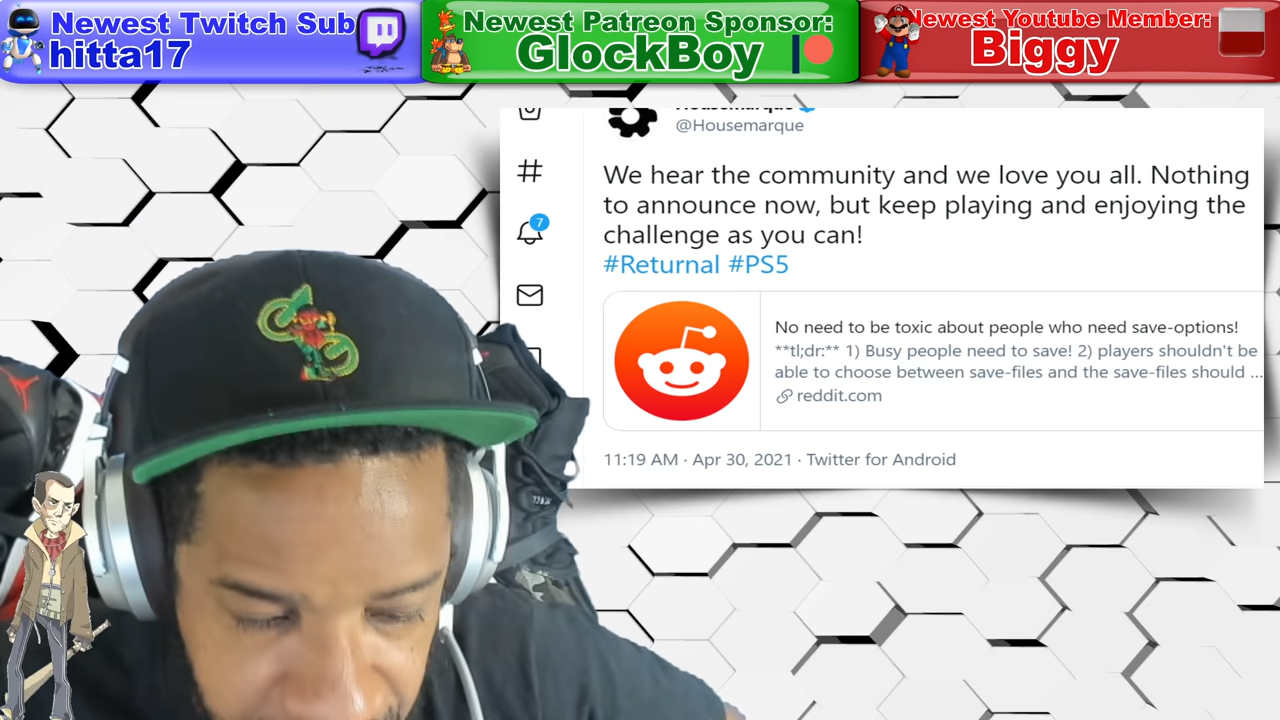 Newest Twitch Sub
hitta17
Newest Patreon Sponsor:
GlockBoy
Newest Youtube Member:
Biggy
Housemarque
@Housemarque
We hear the community and we love you all. Nothing
to announce now, but keep playing and enjoying the
challenge as you can!
#Returnal #PS5
7
No need to be toxic about people who need save-options!
**tl;dr:** 1) Busy people need to save! 2) players shouldn't be
able to choose between save-files and the save-files should ...
reddit.com
11:19 AM · Apr 30, 2021 · Twitter for Android